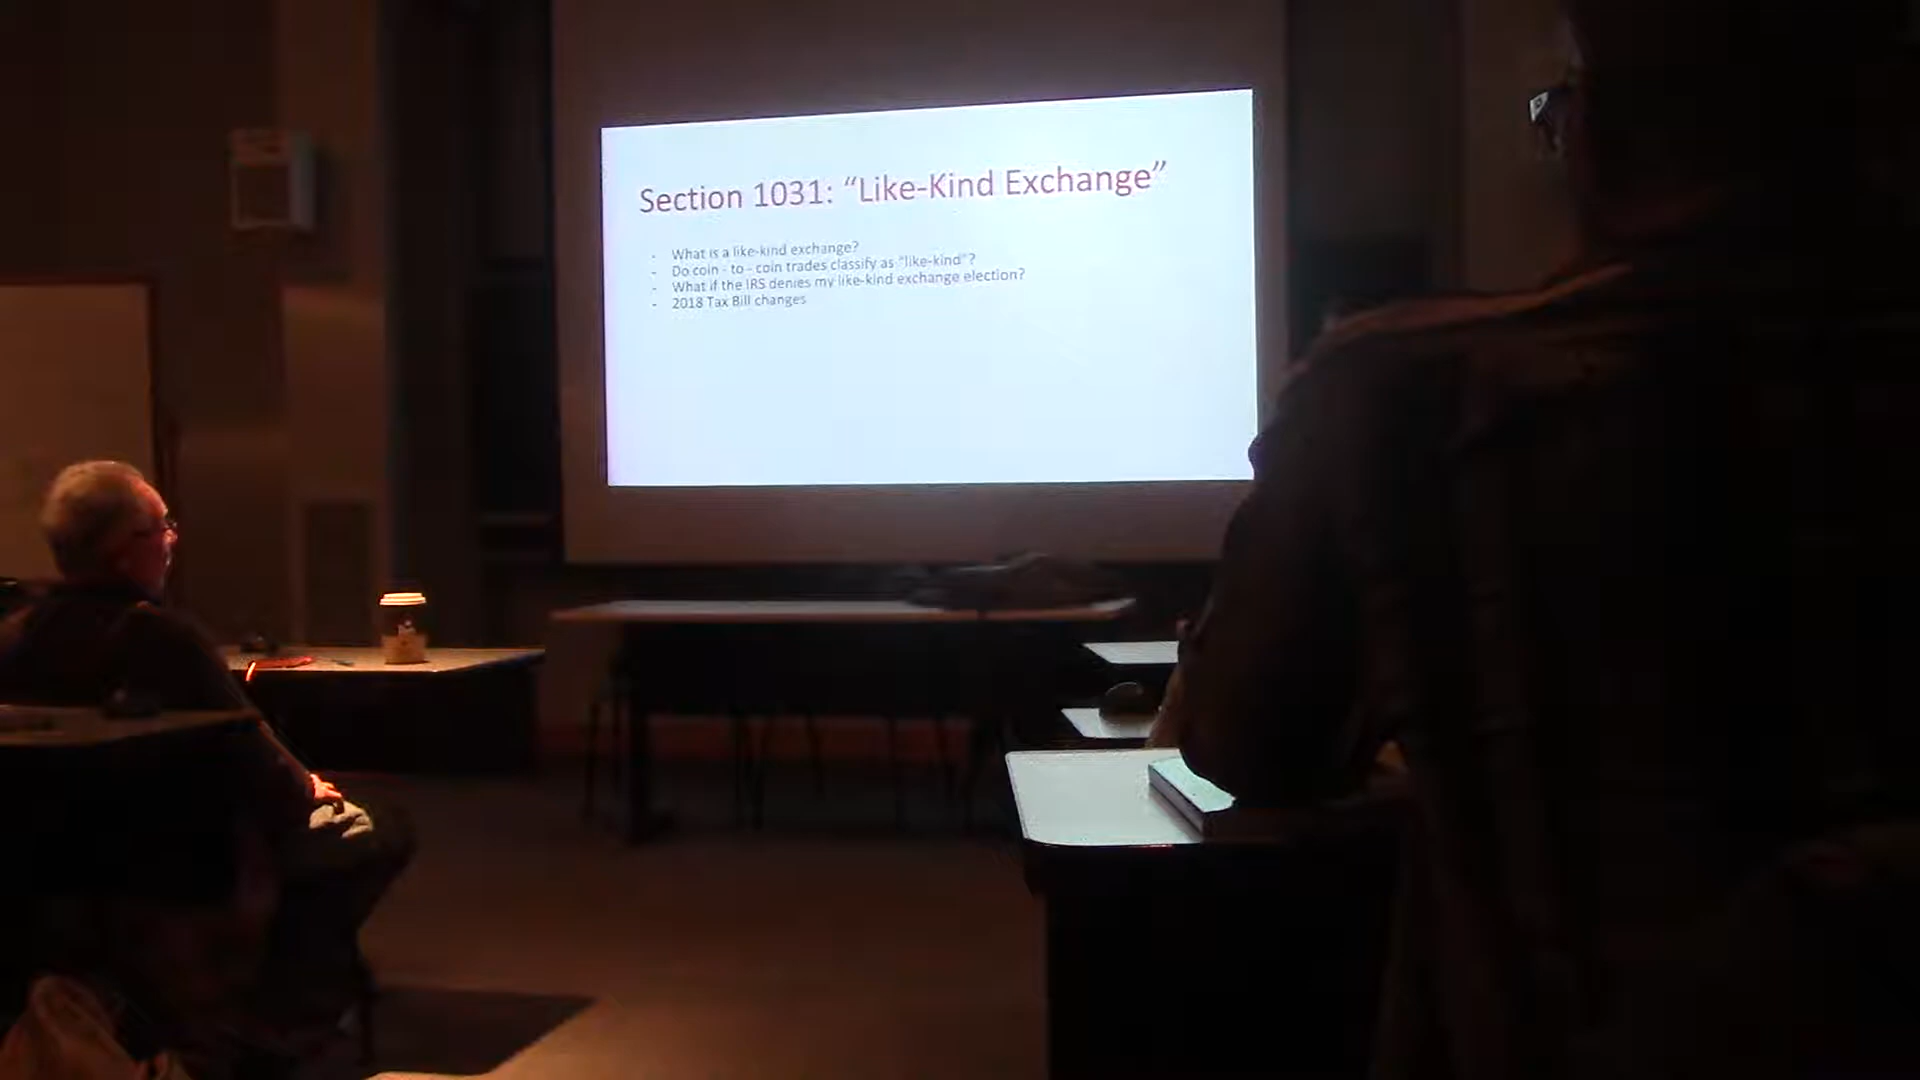 Section 1031: “Like-Kind Exchange”
- What is a like-kind exchange?
- Do coin - to - coin trades classify as “like-kind”?
- What if the IRS denies my like-kind exchange election?
- 2018 Tax Bill changes